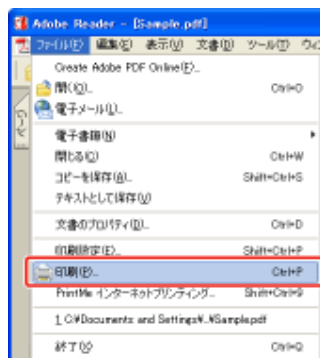 Adobe Reader - [Sample.pdf]
ファイル(F) 編集(E) 表示(V) 文書(D) ツール(T) ウィ
Create Adobe PDF Online(E)...
開く(O)... Ctrl+O
電子メール(L)...
電子書籍(N)
閉じる(C) Ctrl+W
コピーを保存(A)... Shift+Ctrl+S
テキストとして保存(V)
文書のプロパティ(D)... Ctrl+D
印刷設定(E)... Shift+Ctrl+P
印刷(P)... Ctrl+P
PrintMe インターネットプリンティング... Shift+Ctrl+9
1 C:¥Documents and Settings¥..¥Sample.pdf
終了(X) Ctrl+Q